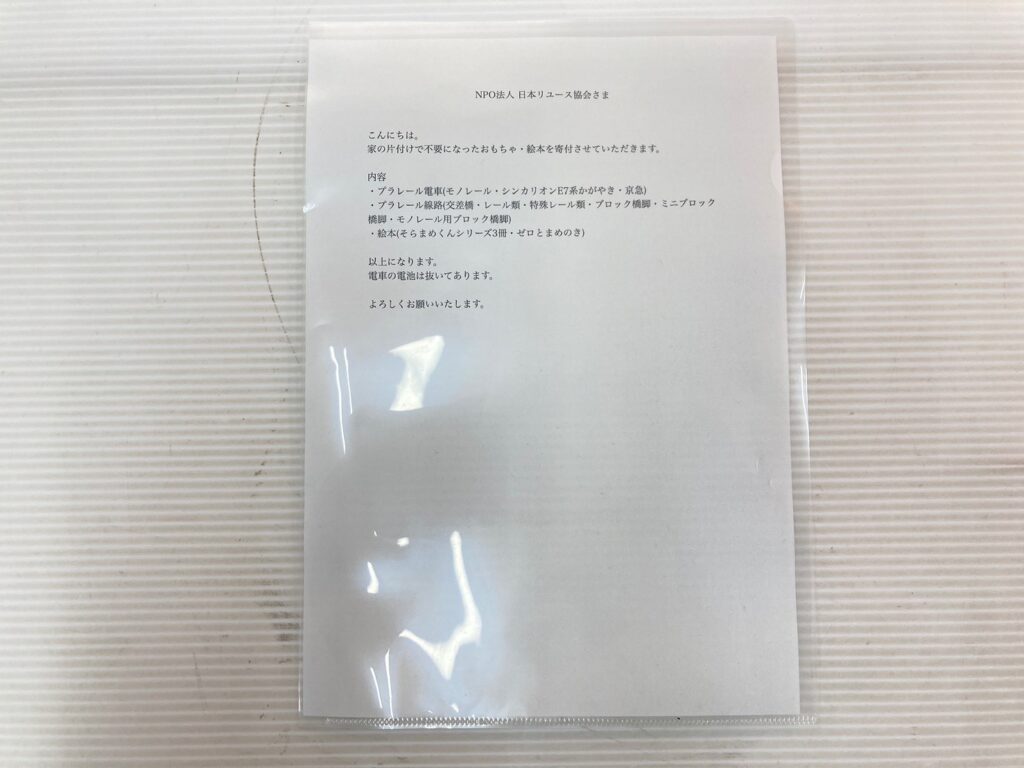 NPO法人 日本リユース協会さま
こんにちは。
家の片付けで不要になったおもちゃ・絵本を寄付させていただきます。
内容
・プラレール電車(モノレール・シンカリオンE7系かがやき・京急)
・プラレール線路(交差橋・レール類・特殊レール類・ブロック橋脚・ミニブロック
橋脚・モノレール用ブロック橋脚)
・絵本(そらまめくんシリーズ3冊・ゼロとまめのき)
以上になります。
電車の電池は抜いてあります。
よろしくお願いいたします。